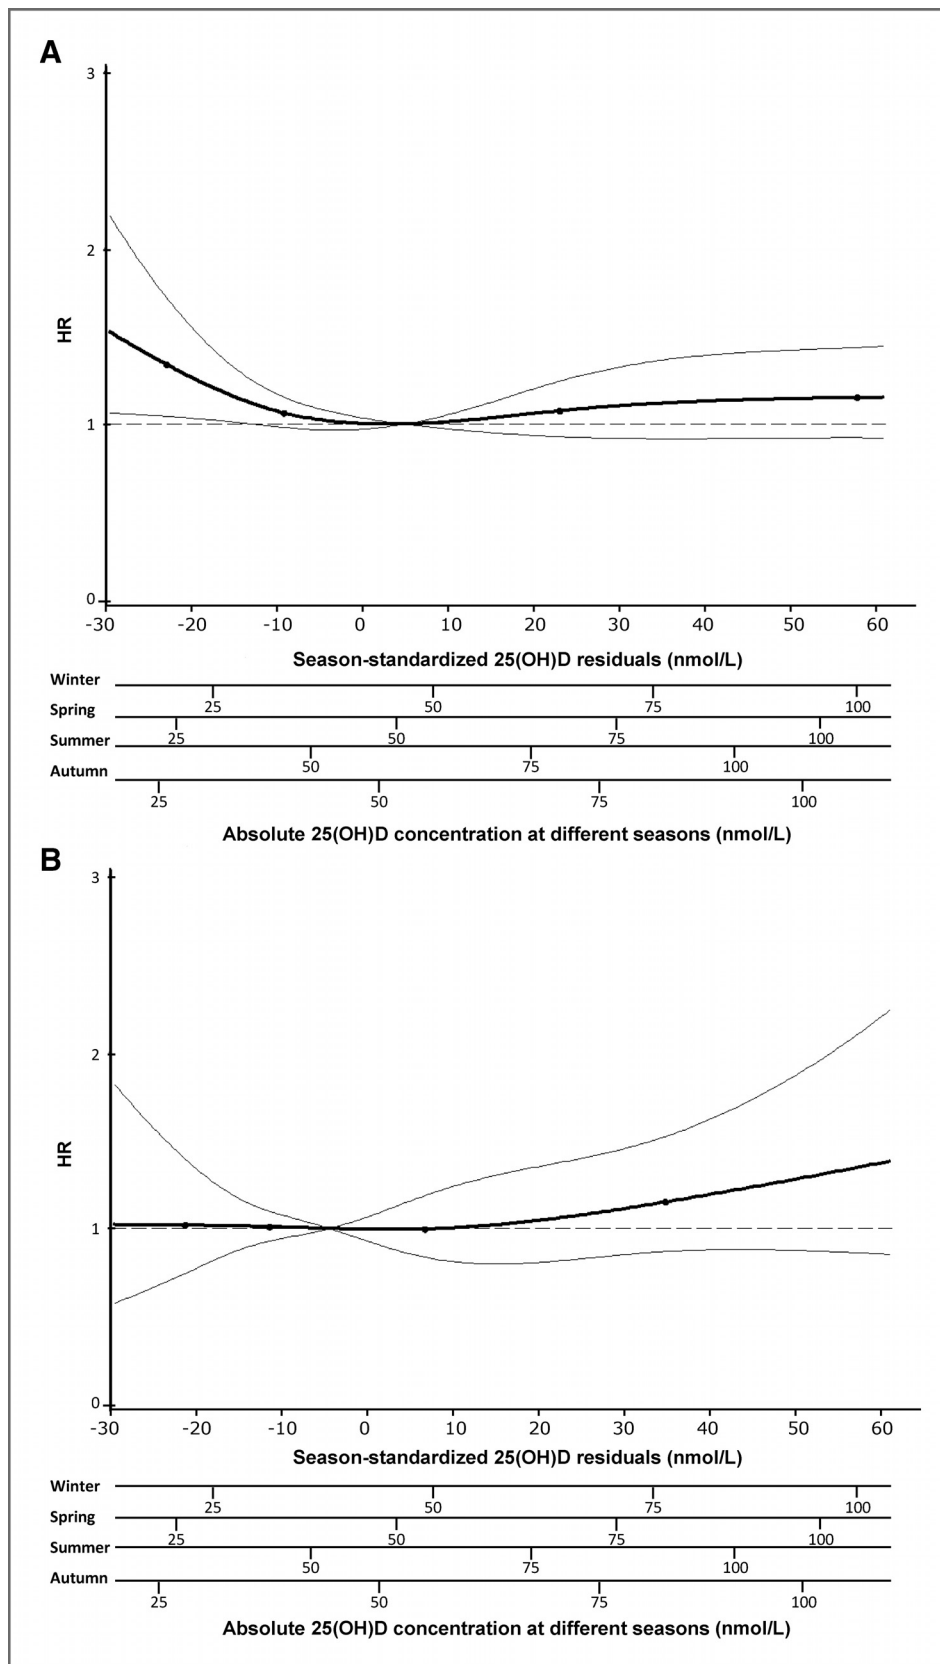 A
3
2
HR
1
0
-30 -20 -10 0 10 20 30 40 50 60
Season-standardized 25(OH)D residuals (nmol/L)
Winter
25 50 75 100
Spring
25 50 75 100
Summer
50 75 100
Autumn
25 50 75 100
Absolute 25(OH)D concentration at different seasons (nmol/L)
B
3
2
HR
1
0
-30 -20 -10 0 10 20 30 40 50 60
Season-standardized 25(OH)D residuals (nmol/L)
Winter
25 50 75 100
Spring
25 50 75 100
Summer
50 75 100
Autumn
25 50 75 100
Absolute 25(OH)D concentration at different seasons (nmol/L)